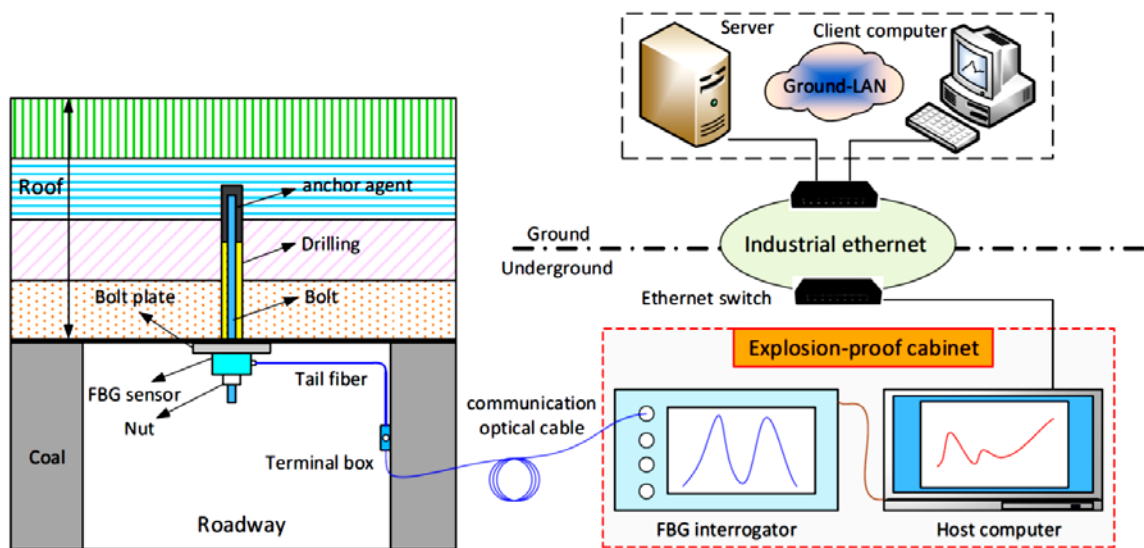 Server
Client computer
Ground-LAN
Roof
anchor agent
Drilling
Bolt plate
Bolt
FBG sensor
Tail fiber
Nut
Coal
Terminal box
Roadway
communication
optical cable
Ground
Underground
Industrial ethernet
Ethernet switch
Explosion-proof cabinet
FBG interrogator
Host computer